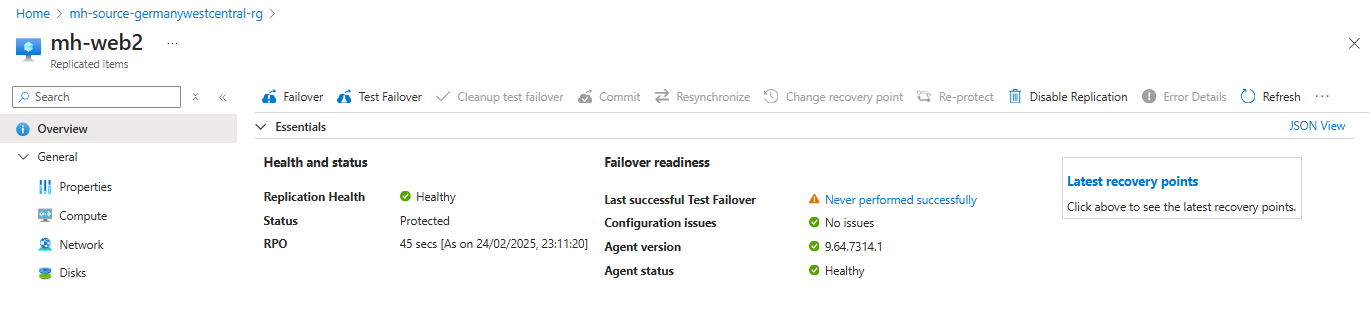 Home > mh-source-germanywestcentral-rg >
mh-web2 ...
Replicated items
Search
Failover Test Failover Cleanup test failover Commit Resynchronize Change recovery point Re-protect Disable Replication Error Details Refresh ...
Overview
General
Properties
Compute
Network
Disks
Essentials
JSON View
Health and status
Replication Health Healthy
Status Protected
RPO 45 secs [As on 24/02/2025, 23:11:20]
Failover readiness
Last successful Test Failover Never performed successfully
Configuration issues No issues
Agent version 9.64.7314.1
Agent status Healthy
Latest recovery points
Click above to see the latest recovery points.